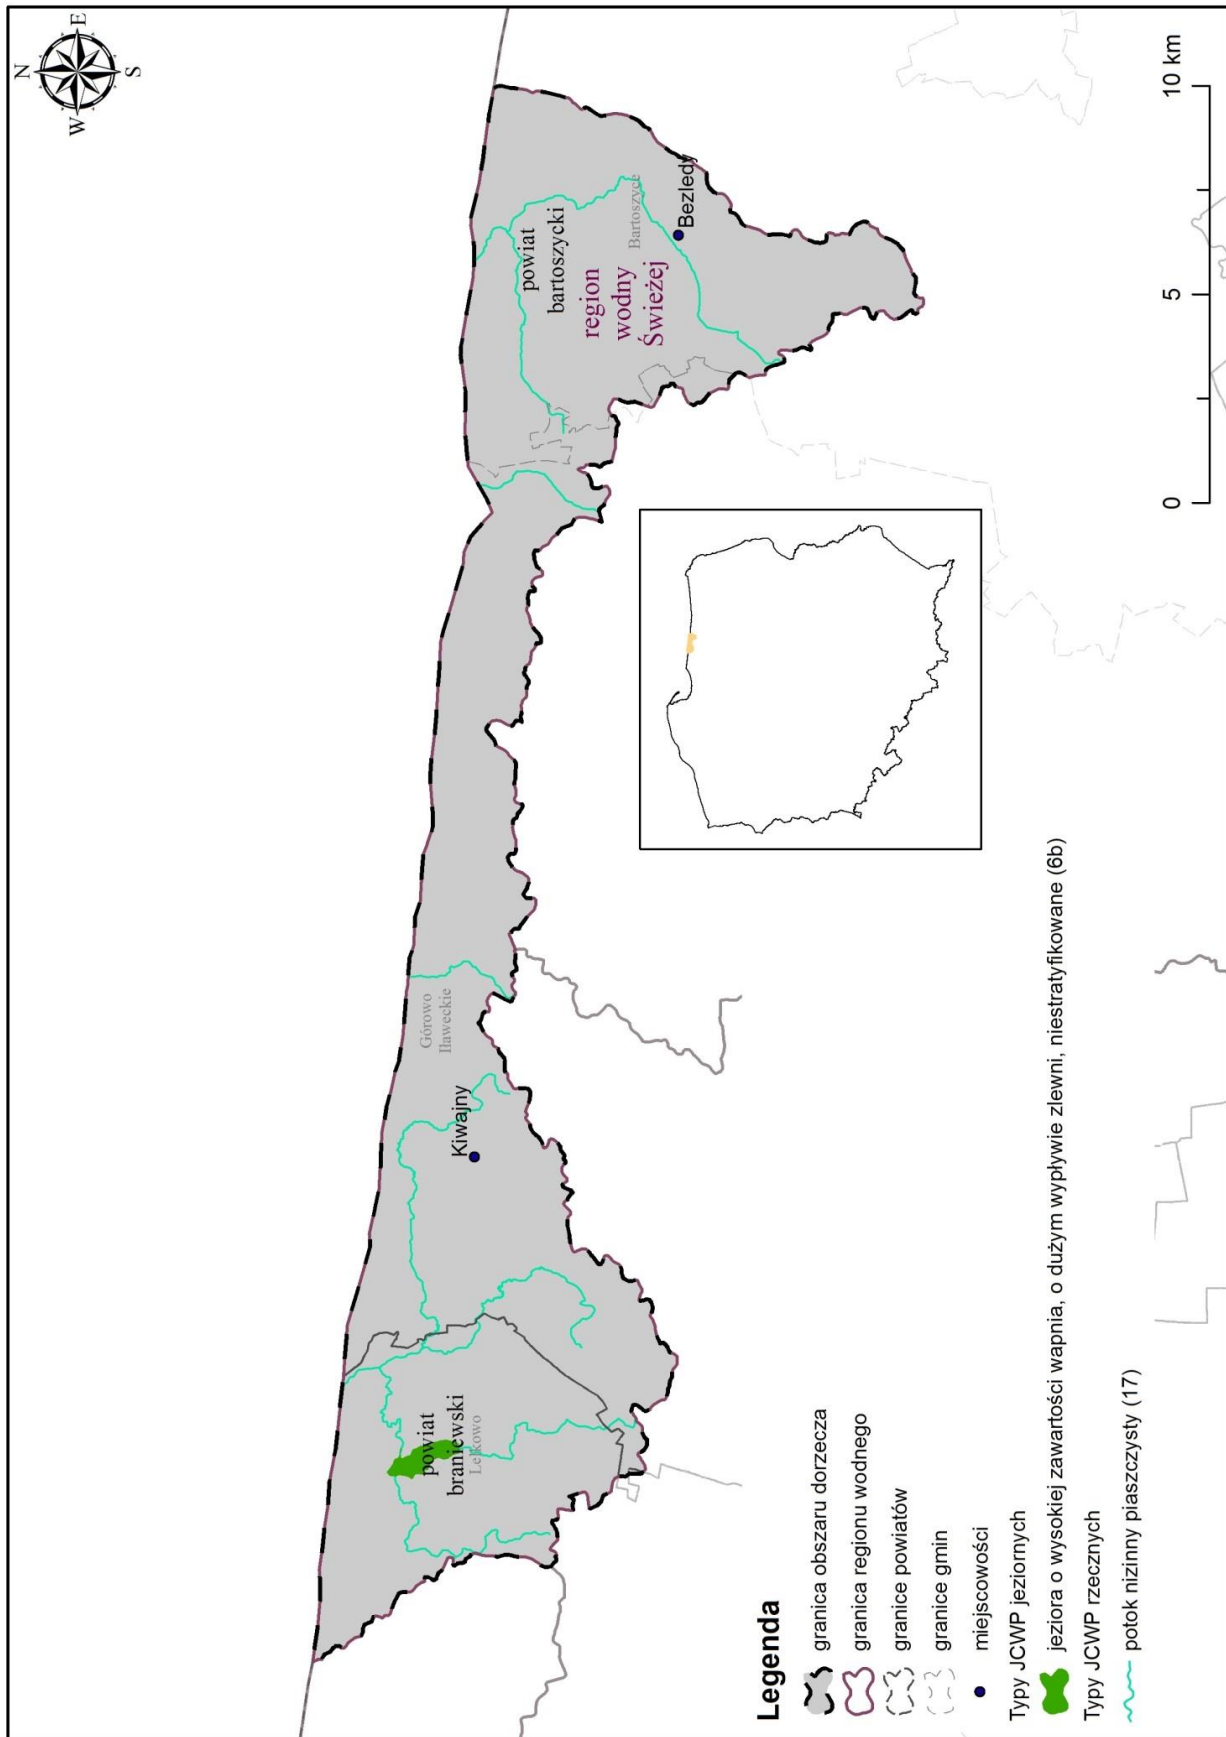 N
E
W
S
powiat
bartoszycki
region
wodny
Świeżej
Bartoszyce
Bezledy
Górowo
Iławeckie
Kiwajny
powiat
braniewski
Lelkowo
0 5 10 km
Legenda
granica obszaru dorzecza
granica regionu wodnego
granice powiatów
granice gmin
miejscowości
Typy JCWP jeziornych
jeziora o wysokiej zawartości wapnia, o dużym wypływie zlewni, niestratyfikowane (6b)
Typy JCWP rzecznych
potok nizinny piaszczysty (17)